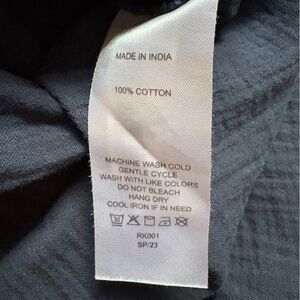 MADE IN INDIA
100% COTTON
MACHINE WASH COLD
GENTLE CYCLE
WASH WITH LIKE COLORS
DO NOT BLEACH
HANG DRY
COOL IRON IF IN NEED
RK001
SP/23